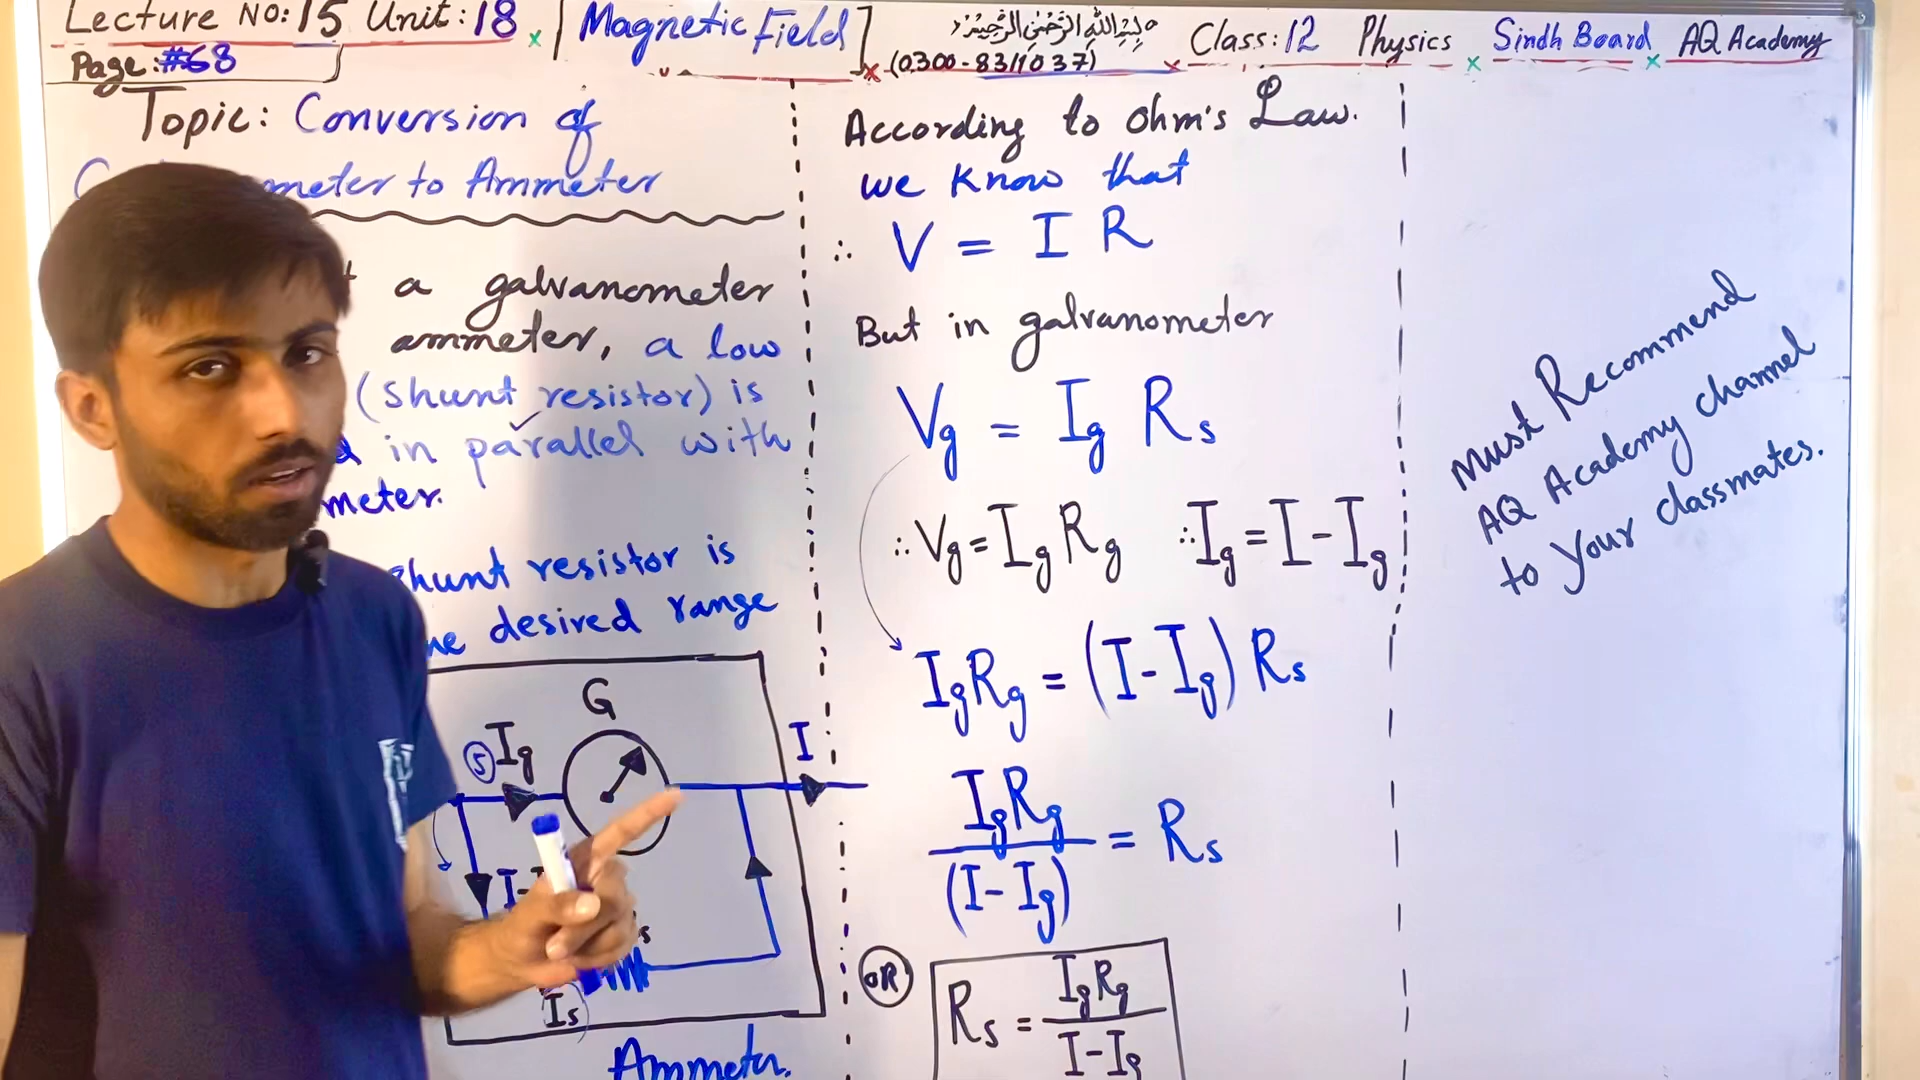 Lecture NO: 15 Unit: 18
Magnetic Field
﷽
(0300-8311037)
Class: 12 Physics Sindh Board AQ Academy
Page: #68
Topic: Conversion of
meter to Ammeter
a galvanometer
ammeter, a low
(shunt resistor) is
in parallel with
meter.
shunt resistor is
desired range
G
5 Ig
I
I-
Is
Ammeter.
According to ohm's Law.
we know that
∴ V = I R
But in galvanometer
Vg = Ig Rs
∴ Vg = Ig Rg ∴ Ig = I - Ig
IgRg = (I - Ig) Rs
IgRg / (I - Ig) = Rs
OR
Rs = IgRg / I - Ig
Must Recommend
AQ Academy channel
to Your classmates.